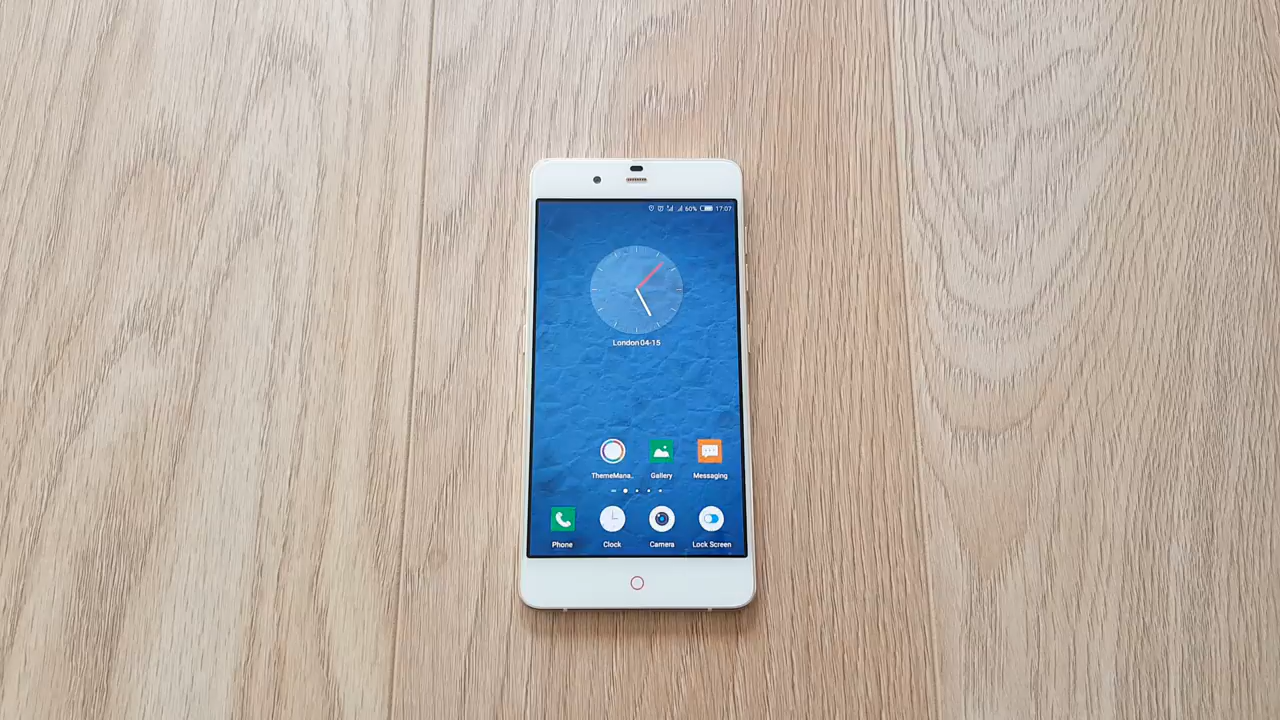 60% 17:07
London 04-15
ThemeMana.. Gallery Messaging
Phone Clock Camera Lock Screen